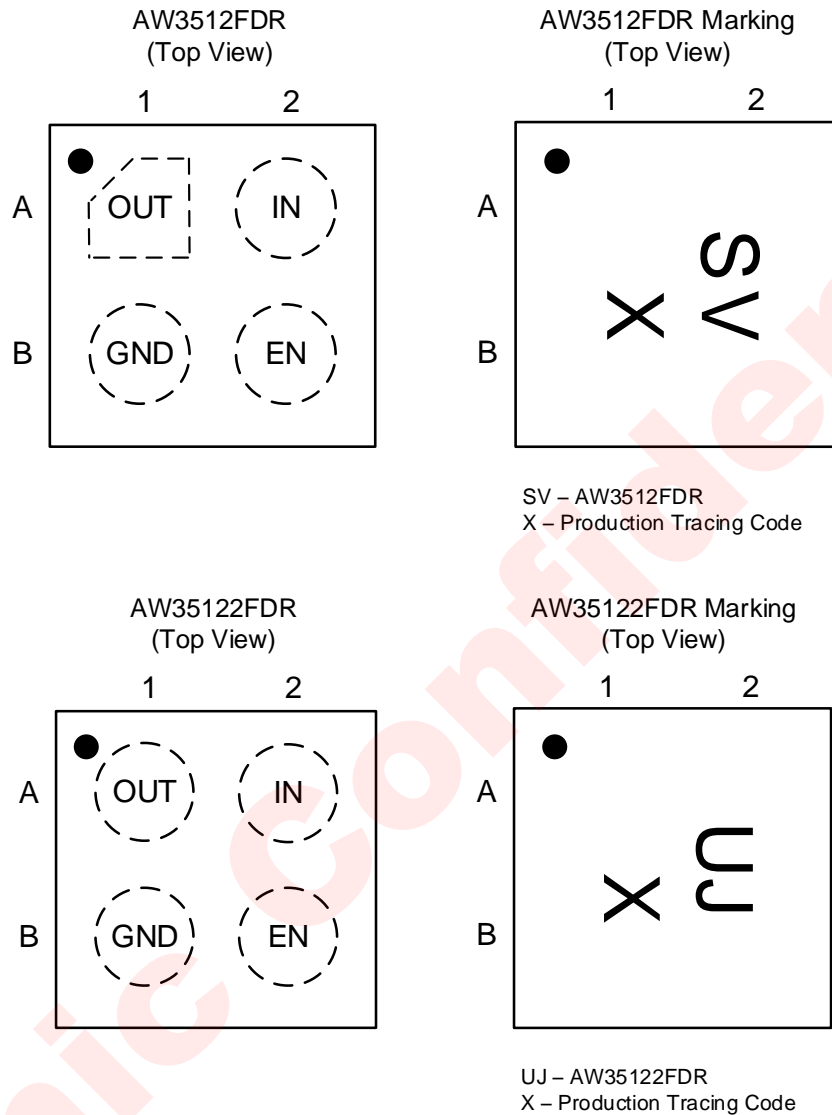 AW3512FDR
(Top View)
1 2
A OUT IN
B GND EN
AW3512FDR Marking
(Top View)
1 2
A
B
SV
X
SV – AW3512FDR
X – Production Tracing Code
AW35122FDR
(Top View)
1 2
A OUT IN
B GND EN
AW35122FDR Marking
(Top View)
1 2
A
B
UJ
X
UJ – AW35122FDR
X – Production Tracing Code
nic Confiden